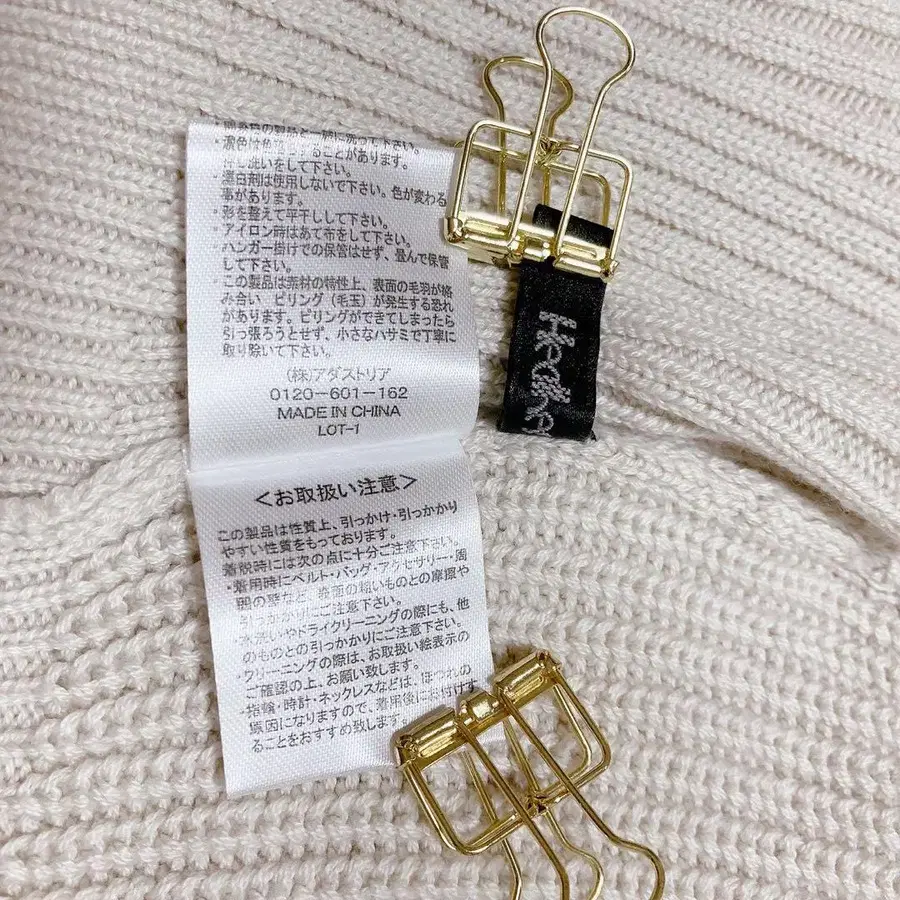 ・濃色は色落ちすることがあります。
押し洗いをして下さい。
・漂白剤は使用しないで下さい。色が変わる
事があります。
・形を整えて平干しして下さい。
・アイロン時はあて布をして下さい。
・ハンガー掛けでの保管はせず、畳んで保管
して下さい。
・この製品は素材の特性上、表面の毛羽が絡
み合い ピリング(毛玉)が発生する恐れ
があります。ピリングができてしまったら
引っ張ろうとせず、小さなハサミで丁寧に
取り除いて下さい。
(株)アダストリア
0120-601-162
MADE IN CHINA
LOT-1
<お取扱い注意>
この製品は性質上、引っかけ・引っかかり
やすい性質をもっております。
着脱時には次の点に十分ご注意下さい。
・着用時にベルト・バッグ・アクセサリー・周
囲の壁など、表面の粗いものとの摩擦や
引っかかりにご注意下さい。
・水洗いやドライクリーニングの際にも、他
のものとの引っかかりにご注意下さい。
・クリーニングの際は、お取扱い絵表示の
ご確認の上、お願い致します。
・指輪・時計・ネックレスなどは、ほつれの
原因になりますので、着用後にお付けす
ることをおすすめ致します。